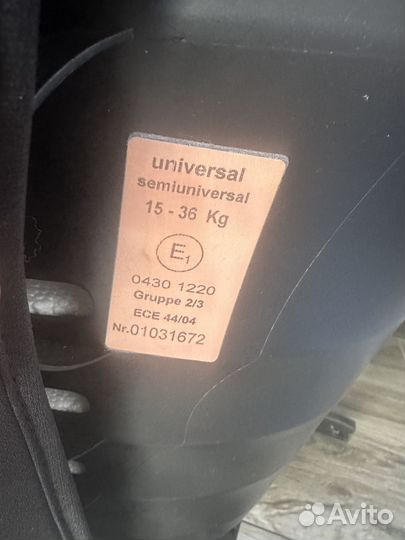 universal
semiuniversal
15 - 36 Kg
E1
0430 1220
Gruppe 2/3
ECE 44/04
Nr.01031672
Avito